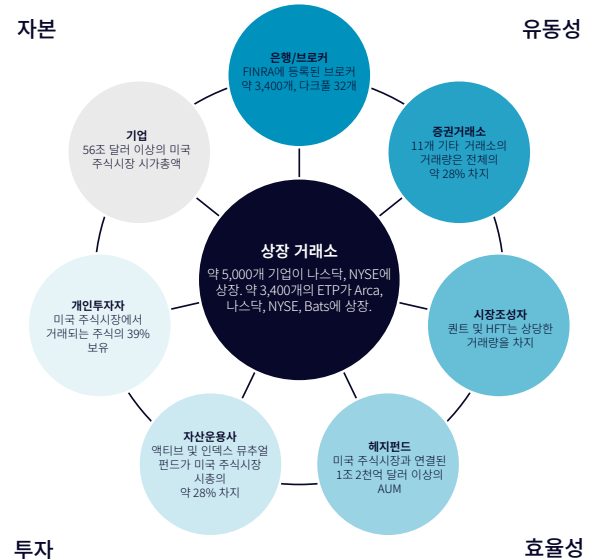 자본
유동성
은행/브로커
FINRA에 등록된 브로커
약 3,400개, 다크풀 32개
기업
56조 달러 이상의 미국
주식시장 시가총액
증권거래소
11개 기타 거래소의
거래량은 전체의
약 28% 차지
상장 거래소
약 5,000개 기업이 나스닥, NYSE에
상장. 약 3,400개의 ETP가 Arca,
나스닥, NYSE, Bats에 상장.
개인투자자
미국 주식시장에서
거래되는 주식의 39%
보유
시장조성자
퀀트 및 HFT는 상당한
거래량을 차지
자산운용사
액티브 및 인덱스 뮤추얼
펀드가 미국 주식시장
시총의
약 28% 차지
헤지펀드
미국 주식시장과 연결된
1조 2천억 달러 이상의
AUM
투자
효율성